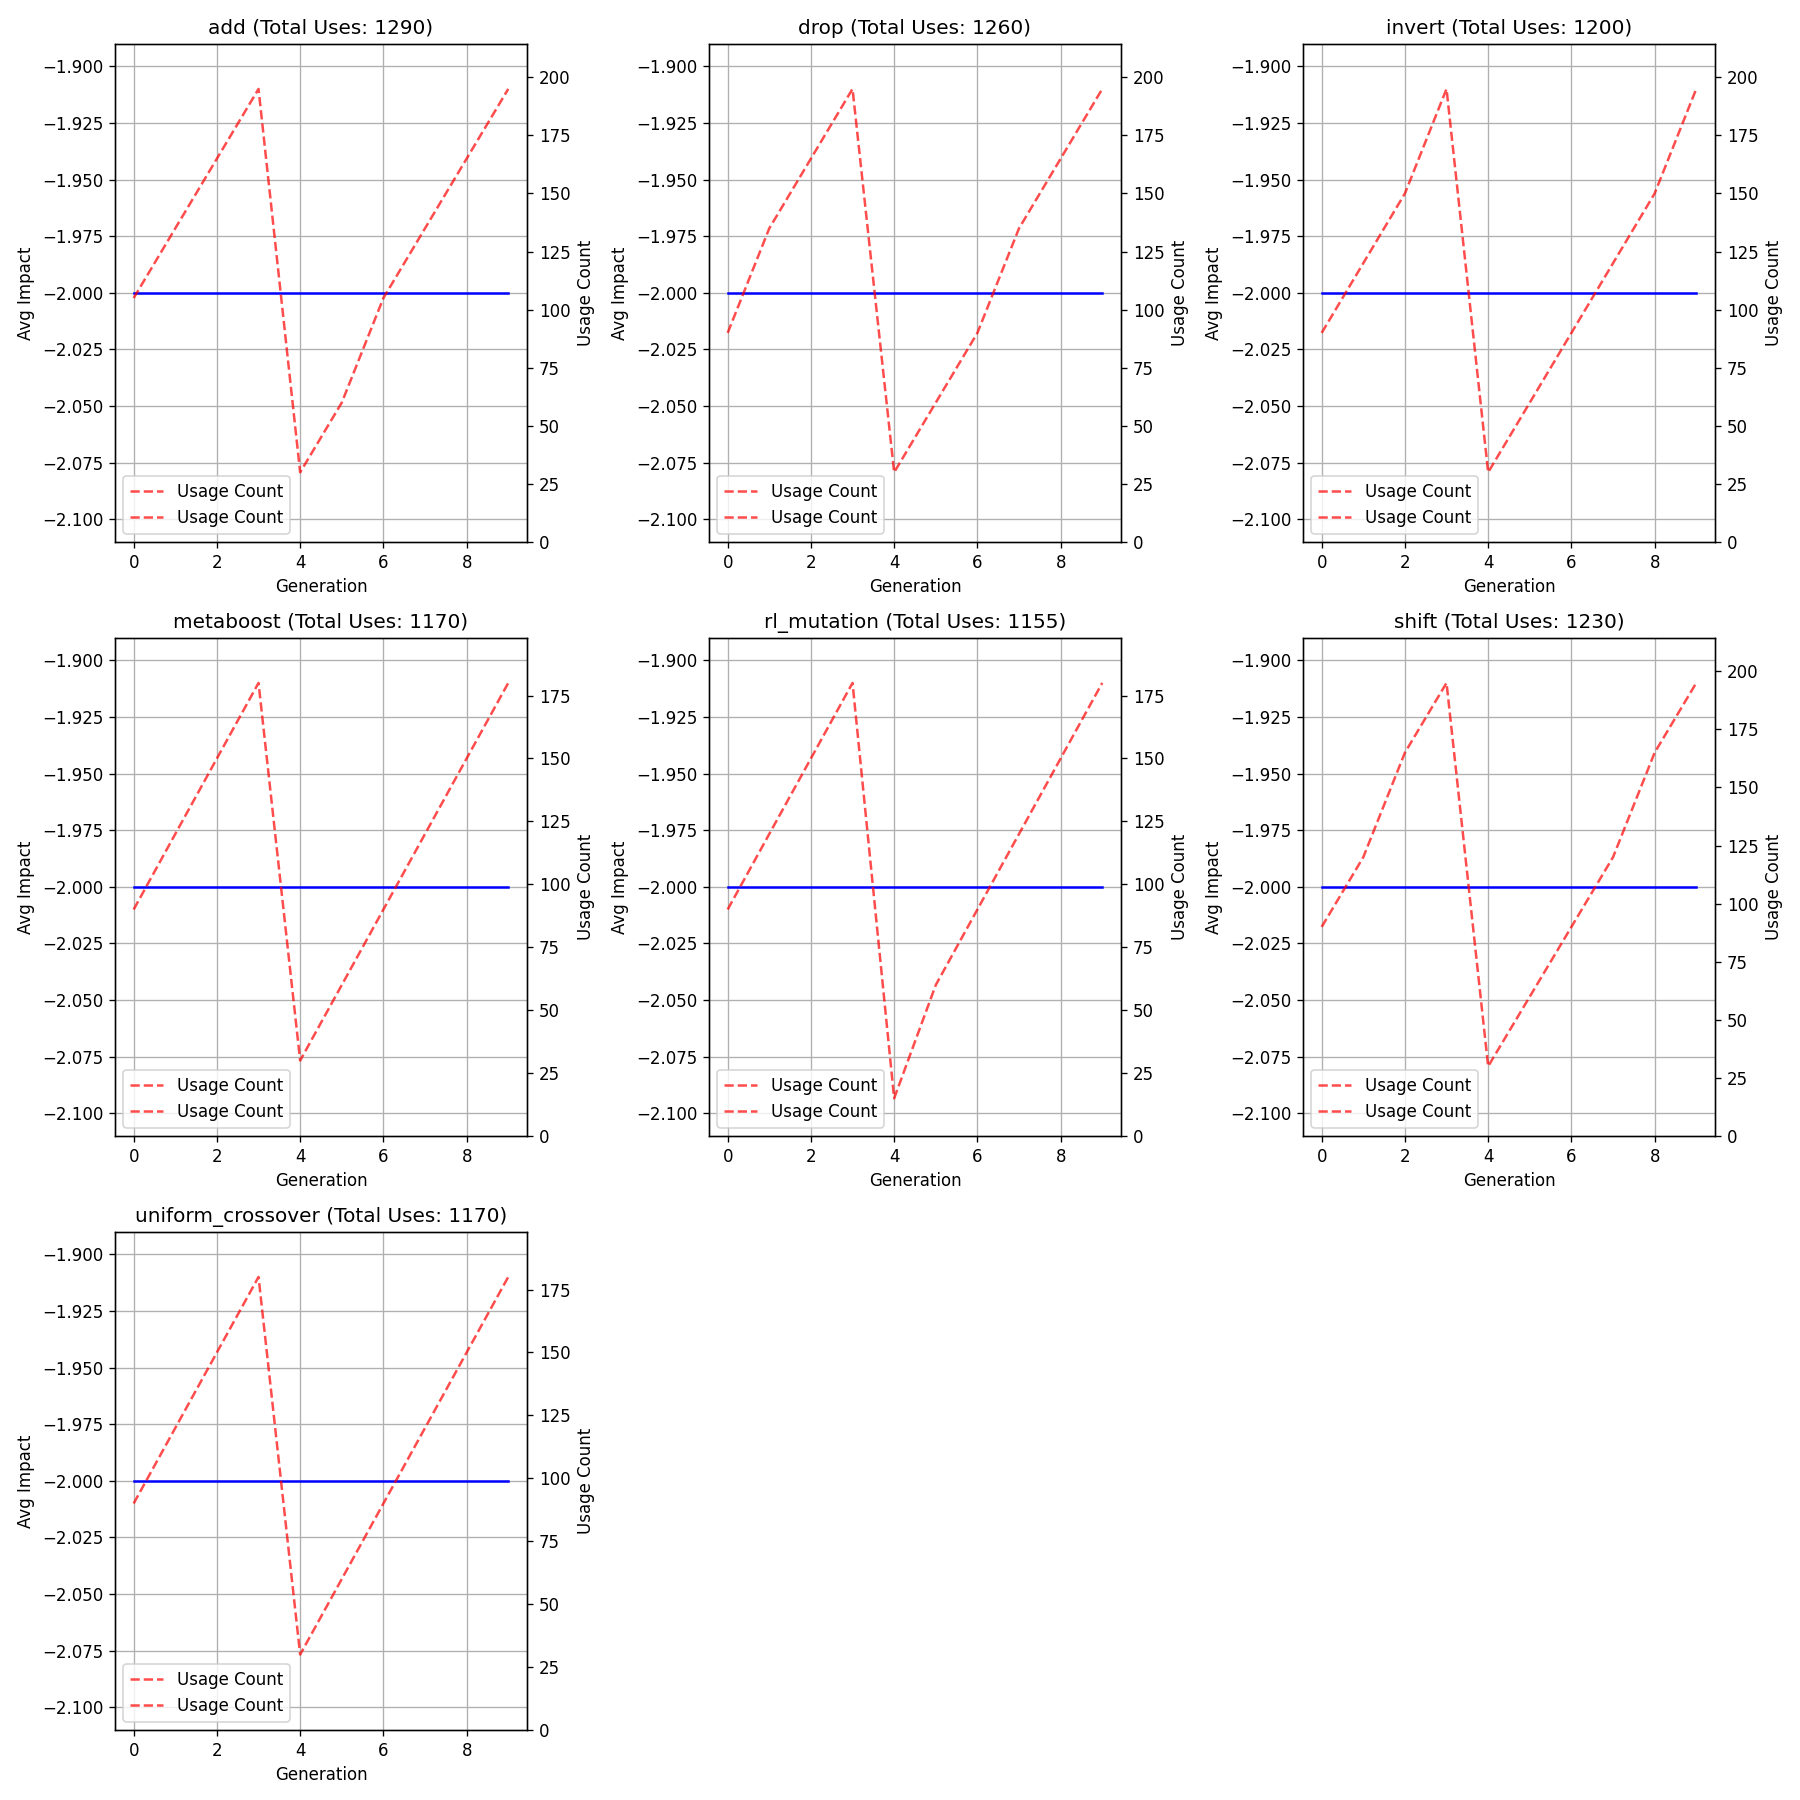 add (Total Uses: 1290)
−1.900
−1.925
−1.950
−1.975
−2.000
−2.025
−2.050
−2.075
−2.100
Avg Impact
200
175
150
125
100
75
50
25
0
Usage Count
Usage Count
Usage Count
0 2 4 6 8
Generation
drop (Total Uses: 1260)
−1.900
−1.925
−1.950
−1.975
−2.000
−2.025
−2.050
−2.075
−2.100
Avg Impact
200
175
150
125
100
75
50
25
0
Usage Count
Usage Count
Usage Count
0 2 4 6 8
Generation
invert (Total Uses: 1200)
−1.900
−1.925
−1.950
−1.975
−2.000
−2.025
−2.050
−2.075
−2.100
Avg Impact
200
175
150
125
100
75
50
25
0
Usage Count
Usage Count
Usage Count
0 2 4 6 8
Generation
metaboost (Total Uses: 1170)
−1.900
−1.925
−1.950
−1.975
−2.000
−2.025
−2.050
−2.075
−2.100
Avg Impact
175
150
125
100
75
50
25
0
Usage Count
Usage Count
Usage Count
0 2 4 6 8
Generation
rl_mutation (Total Uses: 1155)
−1.900
−1.925
−1.950
−1.975
−2.000
−2.025
−2.050
−2.075
−2.100
Avg Impact
175
150
125
100
75
50
25
0
Usage Count
Usage Count
Usage Count
0 2 4 6 8
Generation
shift (Total Uses: 1230)
−1.900
−1.925
−1.950
−1.975
−2.000
−2.025
−2.050
−2.075
−2.100
Avg Impact
200
175
150
125
100
75
50
25
0
Usage Count
Usage Count
Usage Count
0 2 4 6 8
Generation
uniform_crossover (Total Uses: 1170)
−1.900
−1.925
−1.950
−1.975
−2.000
−2.025
−2.050
−2.075
−2.100
Avg Impact
175
150
125
100
75
50
25
0
Usage Count
Usage Count
Usage Count
0 2 4 6 8
Generation